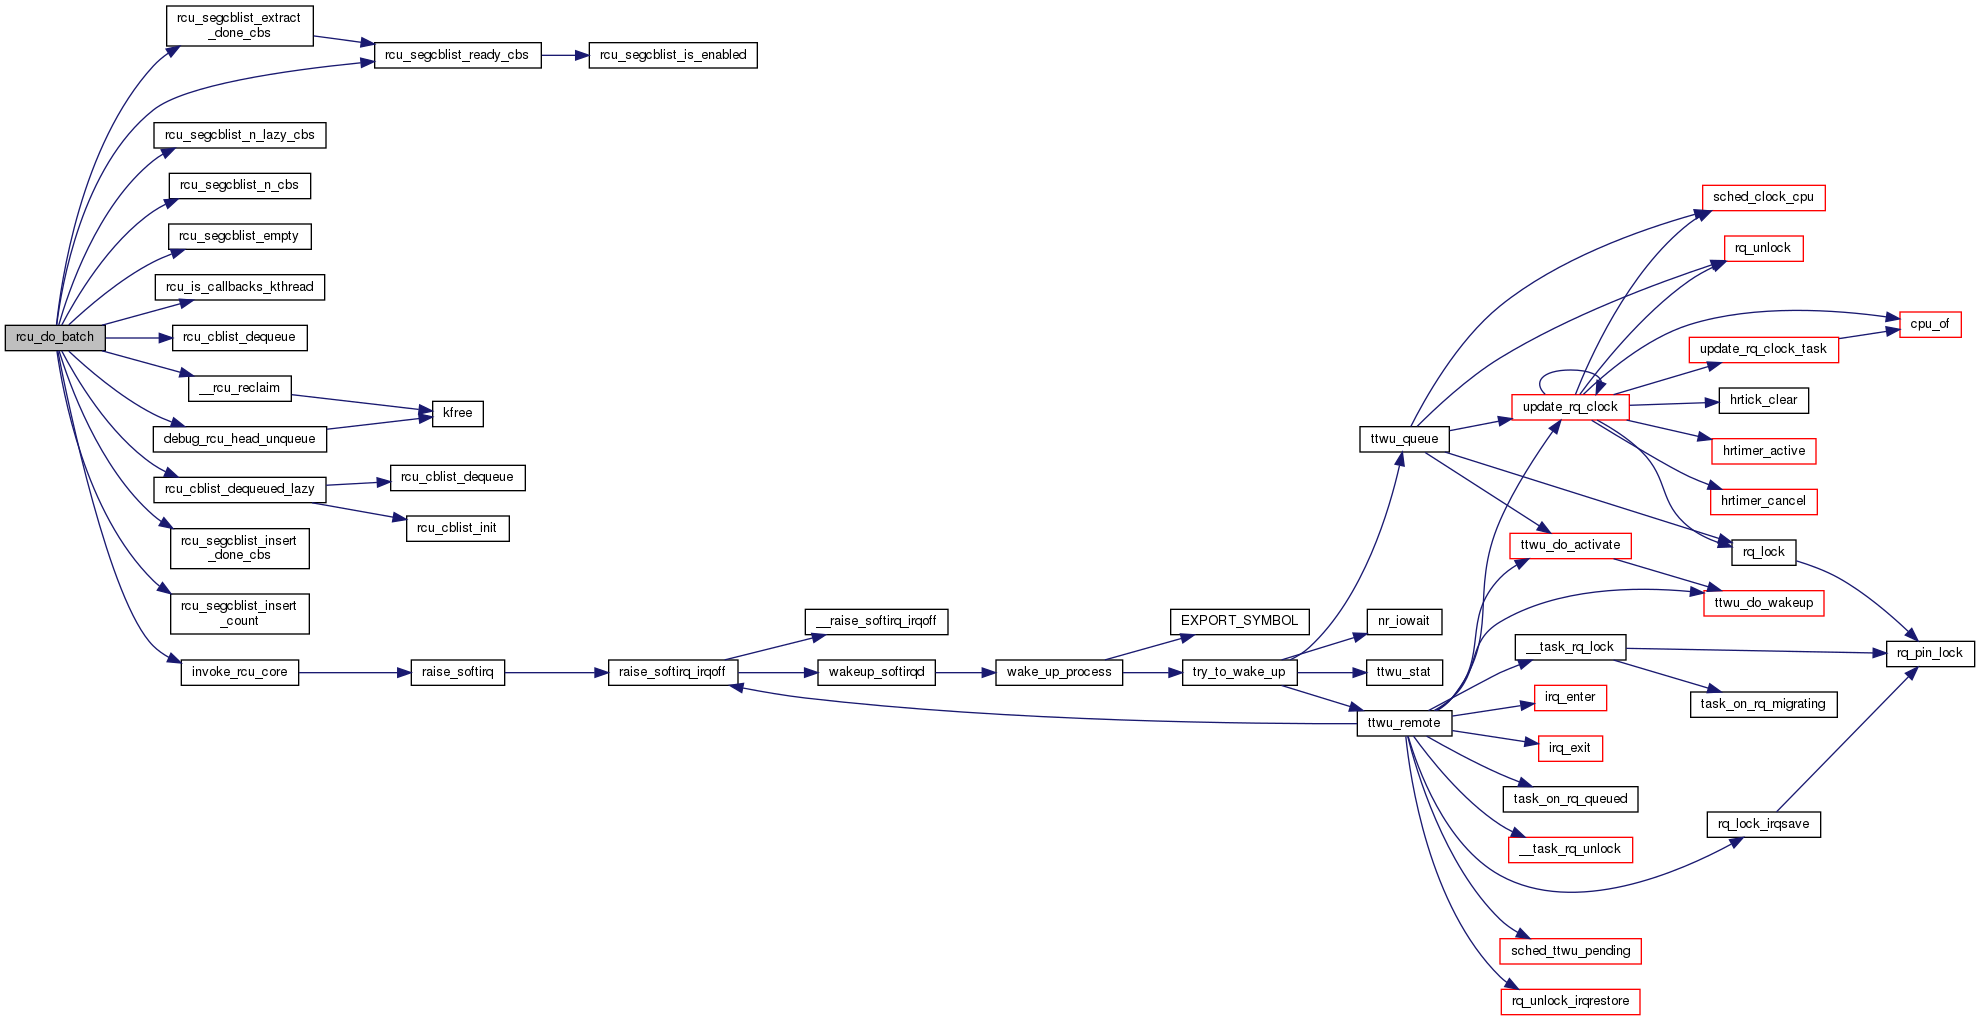 rcu_segcblist_extract
_done_cbs
rcu_segcblist_ready_cbs
rcu_segcblist_is_enabled
rcu_segcblist_n_lazy_cbs
rcu_segcblist_n_cbs
rcu_segcblist_empty
rcu_is_callbacks_kthread
rcu_do_batch
rcu_cblist_dequeue
__rcu_reclaim
kfree
debug_rcu_head_unqueue
rcu_cblist_dequeued_lazy
rcu_cblist_dequeue
rcu_cblist_init
rcu_segcblist_insert
_done_cbs
rcu_segcblist_insert
_count
invoke_rcu_core
raise_softirq
raise_softirq_irqoff
__raise_softirq_irqoff
wakeup_softirqd
wake_up_process
EXPORT_SYMBOL
try_to_wake_up
nr_iowait
ttwu_stat
ttwu_queue
ttwu_remote
sched_clock_cpu
rq_unlock
cpu_of
update_rq_clock_task
update_rq_clock
hrtick_clear
hrtimer_active
hrtimer_cancel
rq_lock
ttwu_do_activate
ttwu_do_wakeup
__task_rq_lock
rq_pin_lock
irq_enter
task_on_rq_migrating
irq_exit
task_on_rq_queued
rq_lock_irqsave
__task_rq_unlock
sched_ttwu_pending
rq_unlock_irqrestore